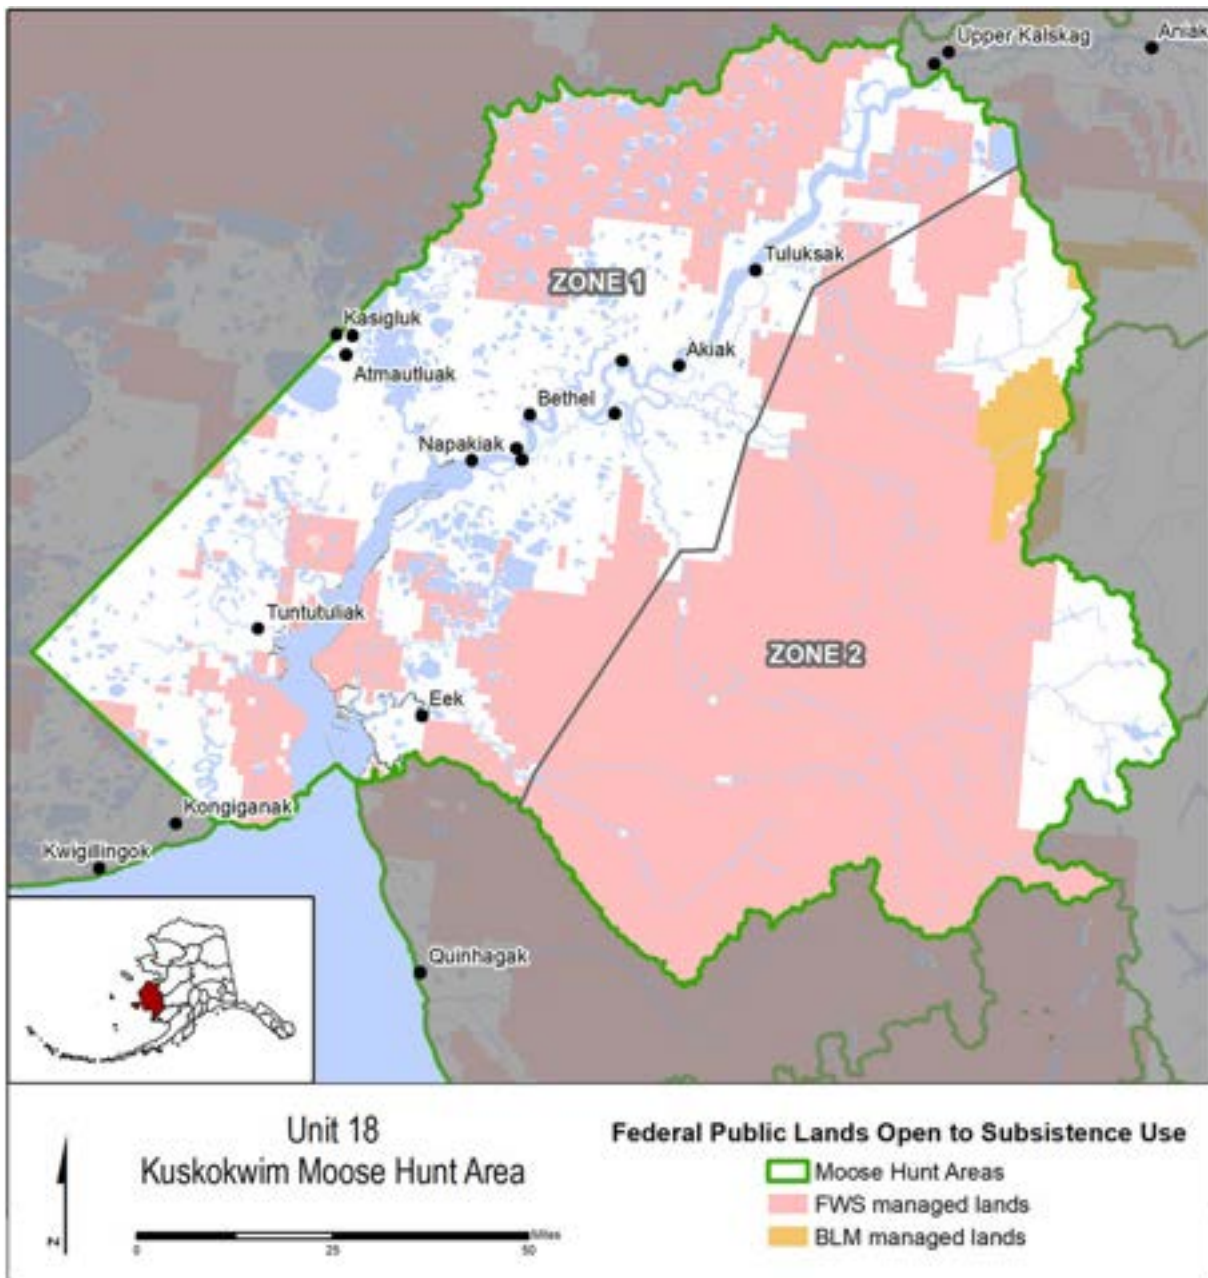 Upper Kalskag
Aniak
ZONE 1
Tuluksak
Kasigluk
Akiak
Atmautluak
Bethel
Napakiak
Tuntutuliak
ZONE 2
Eek
Kongiganak
Kwigillingok
Quinhagak
Unit 18
Kuskokwim Moose Hunt Area
N
Miles
0 25 50
Federal Public Lands Open to Subsistence Use
Moose Hunt Areas
FWS managed lands
BLM managed lands